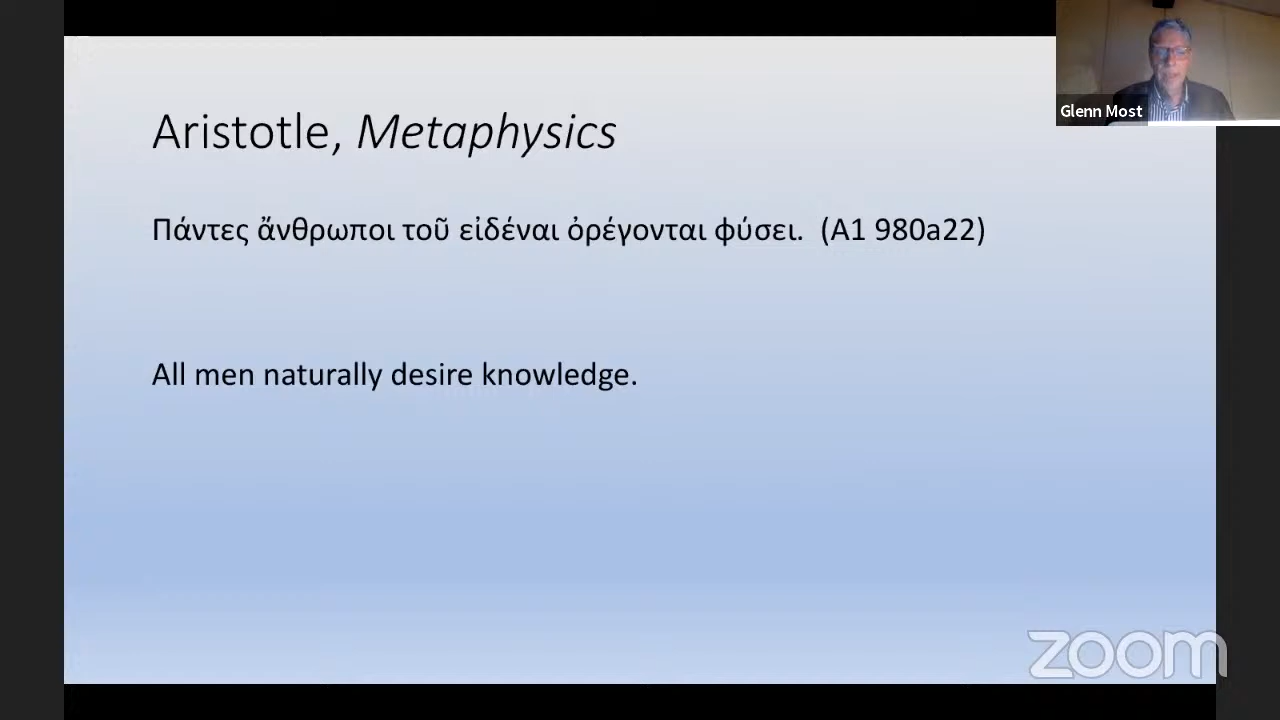 Glenn Most
Aristotle, Metaphysics
Πάντες ἄνθρωποι τοῦ εἰδέναι ὀρέγονται φύσει. (A1 980a22)
All men naturally desire knowledge.
zoom